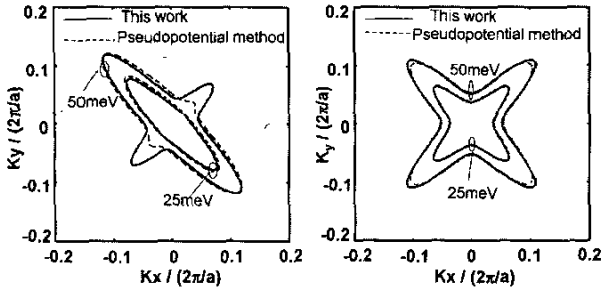 This work
Pseudopotential method
0.2
0.1
0
-0.1
-0.2
Ky / (2π/a)
50meV
25meV
-0.2 -0.1 0 0.1 0.2
Kx / (2π/a)
This work
Pseudopotential method
0.2
0.1
0
-0.1
-0.2
Ky / (2π/a)
50meV
25meV
-0.2 -0.1 0 0.1 0.2
Kx / (2π/a)